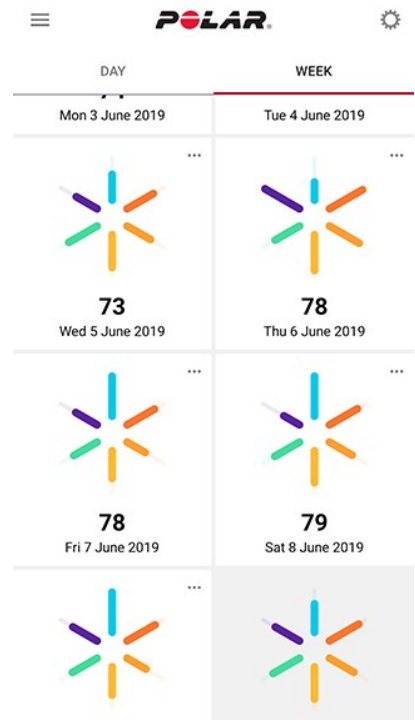 POLAR.
DAY WEEK
Mon 3 June 2019 Tue 4 June 2019
73 78
Wed 5 June 2019 Thu 6 June 2019
78 79
Fri 7 June 2019 Sat 8 June 2019